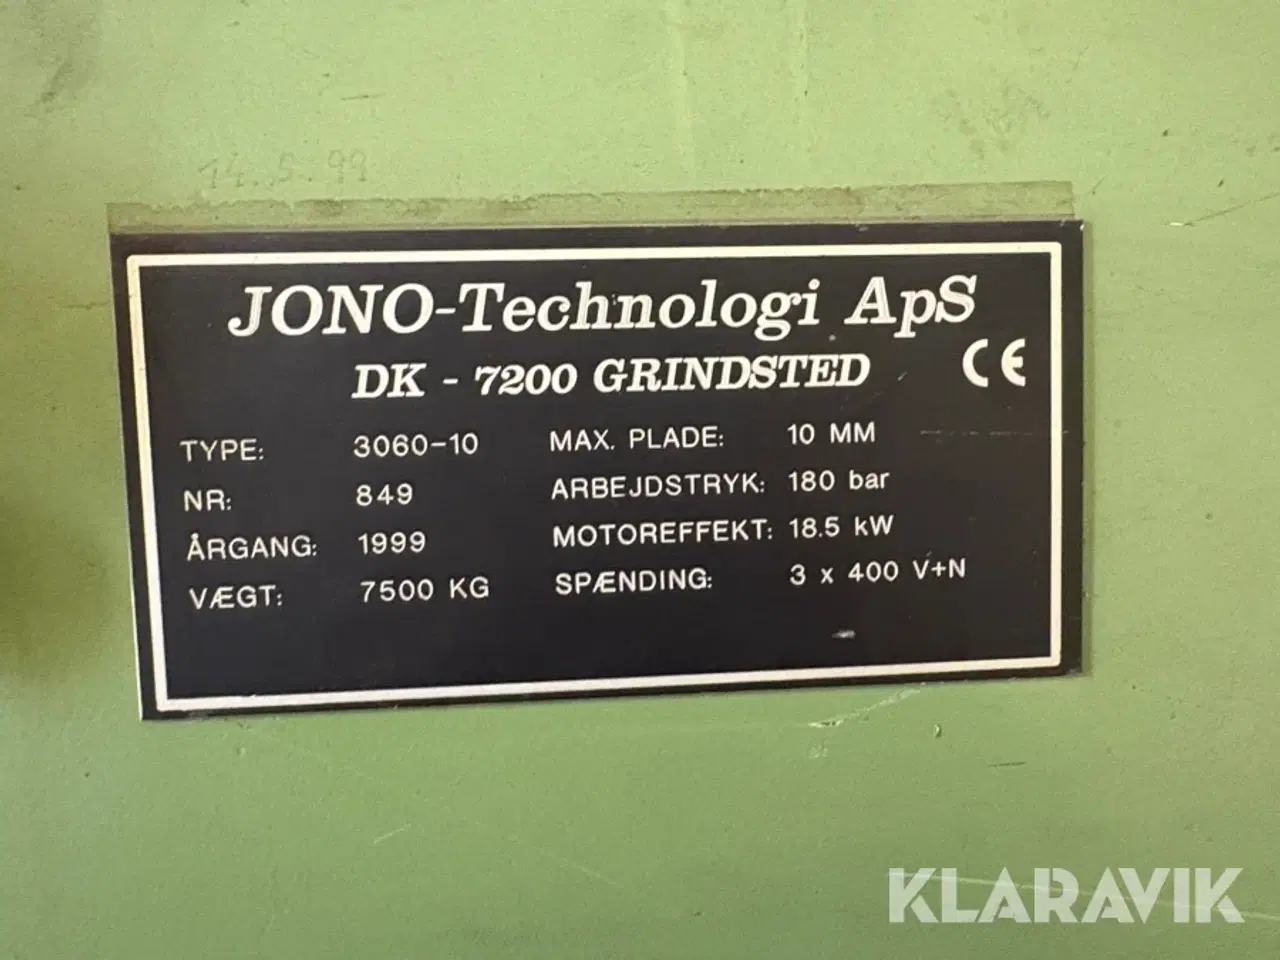 14.5.99
JONO-Technologi ApS
DK - 7200 GRINDSTED CE
TYPE: 3060-10 MAX. PLADE: 10 MM
NR: 849 ARBEJDSTRYK: 180 bar
ÅRGANG: 1999 MOTOREFFEKT: 18.5 kW
VÆGT: 7500 KG SPÆNDING: 3 x 400 V+N
KLARAVIK